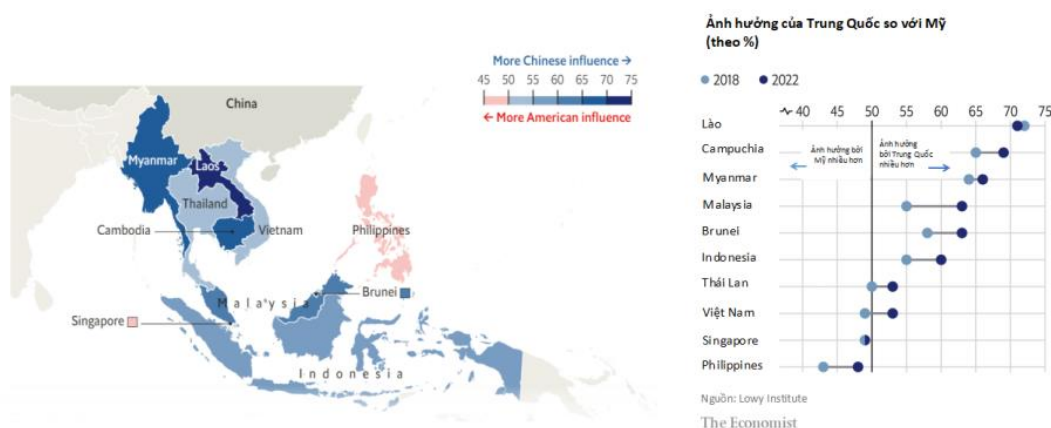 More Chinese influence →
45 50 55 60 65 70 75
← More American influence
China
Myanmar
Laos
Thailand
Cambodia
Vietnam
Philippines
Brunei
Malaysia
Singapore
Indonesia
Ảnh hưởng của Trung Quốc so với Mỹ
(theo %)
2018 2022
40 45 50 55 60 65 70 75
Lào
Campuchia
Ảnh hưởng bởi
Mỹ nhiều hơn
Ảnh hưởng
bởi Trung Quốc
nhiều hơn
Myanmar
Malaysia
Brunei
Indonesia
Thái Lan
Việt Nam
Singapore
Philippines
Nguồn: Lowy Institute
The Economist